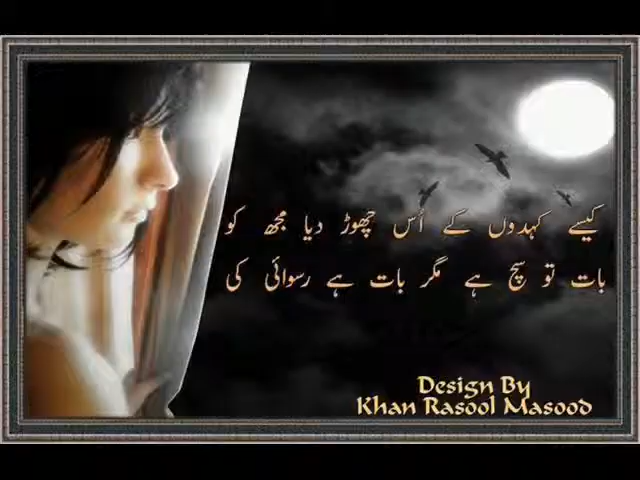 کیسے کہدوں کے اُس چھوڑ دیا مجھ کو
بات تو سچ ہے مگر بات ہے رسوائی کی
Design By
Khan Rasool Masood